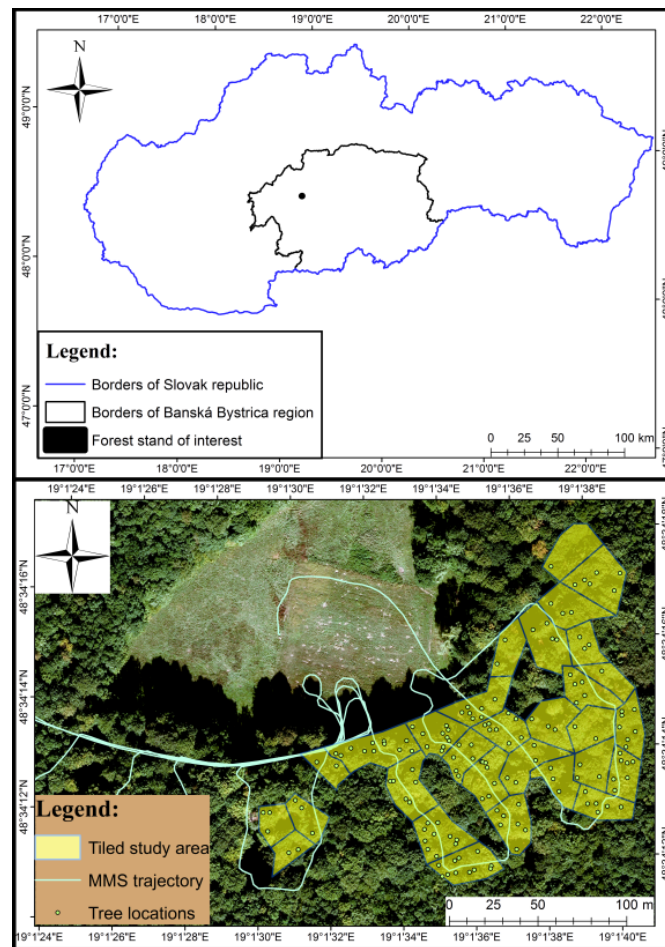 17°0'0"E 18°0'0"E 19°0'0"E 20°0'0"E 21°0'0"E 22°0'0"E
N
49°0'0"N
48°0'0"N
47°0'0"N
Legend:
Borders of Slovak republic
Borders of Banská Bystrica region
Forest stand of interest
0 25 50 100 km
17°0'0"E 18°0'0"E 19°0'0"E 20°0'0"E 21°0'0"E 22°0'0"E
19°1'24"E 19°1'26"E 19°1'28"E 19°1'30"E 19°1'32"E 19°1'34"E 19°1'36"E 19°1'38"E
N
48°34'16"N
48°34'14"N
48°34'12"N
Legend:
Tiled study area
MMS trajectory
Tree locations
0 25 50 100 m
19°1'24"E 19°1'26"E 19°1'28"E 19°1'30"E 19°1'32"E 19°1'34"E 19°1'36"E 19°1'38"E 19°1'40"E